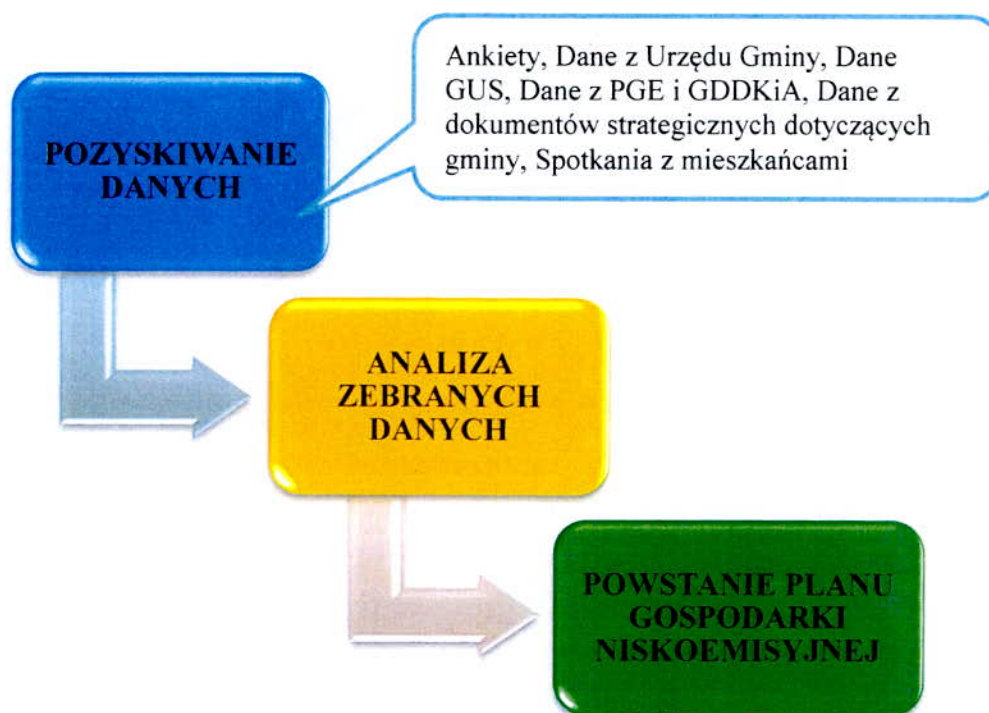 Ankiety, Dane z Urzędu Gminy, Dane
GUS, Dane z PGE i GDDKiA, Dane z
dokumentów strategicznych dotyczących
gminy, Spotkania z mieszkańcami
POZYSKIWANIE
DANYCH
ANALIZA
ZEBRANYCH
DANYCH
POWSTANIE PLANU
GOSPODARKI
NISKOEMISYJNEJ